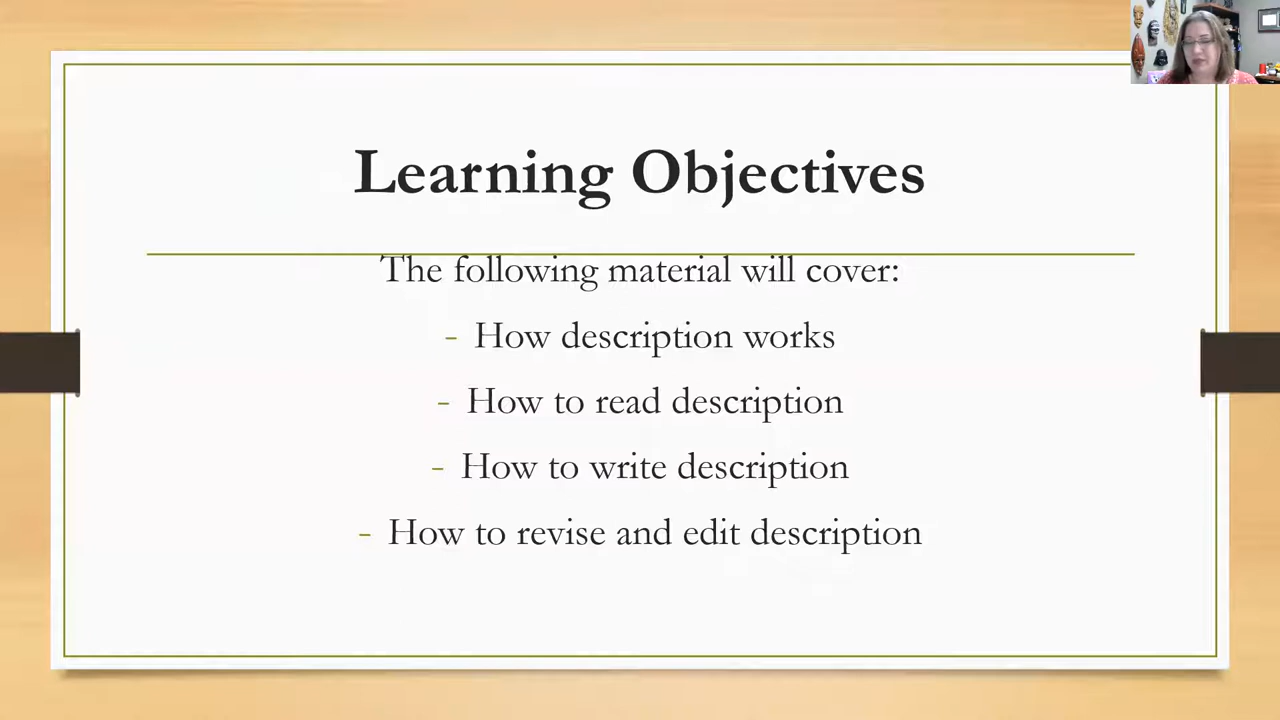 Learning Objectives
The following material will cover:
- How description works
- How to read description
- How to write description
- How to revise and edit description